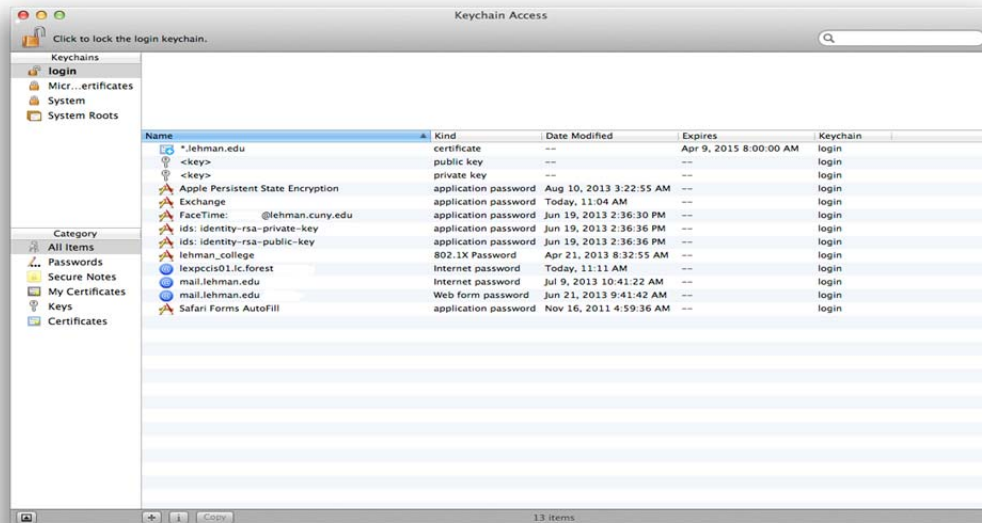 Keychain Access
Click to lock the login keychain.
Keychains
login
Micr...ertificates
System
System Roots
Name Kind Date Modified Expires Keychain
*.lehman.edu certificate -- Apr 9, 2015 8:00:00 AM login
<key> public key -- -- login
<key> private key -- -- login
Apple Persistent State Encryption application password Aug 10, 2013 3:22:55 AM -- login
Exchange application password Today, 11:04 AM -- login
FaceTime: @lehman.cuny.edu application password Jun 19, 2013 2:36:30 PM -- login
ids: identity-rsa-private-key application password Jun 19, 2013 2:36:36 PM -- login
ids: identity-rsa-public-key application password Jun 19, 2013 2:36:36 PM -- login
lehman_college 802.1X Password Apr 21, 2013 8:32:55 AM -- login
lexpccis01.lc.forest Internet password Today, 11:11 AM -- login
mail.lehman.edu Internet password Jul 9, 2013 10:41:22 AM -- login
mail.lehman.edu Web form password Jun 21, 2013 9:41:42 AM -- login
Safari Forms AutoFill application password Nov 16, 2011 4:59:36 AM -- login
Category
All Items
Passwords
Secure Notes
My Certificates
Keys
Certificates
+ i Copy 13 items